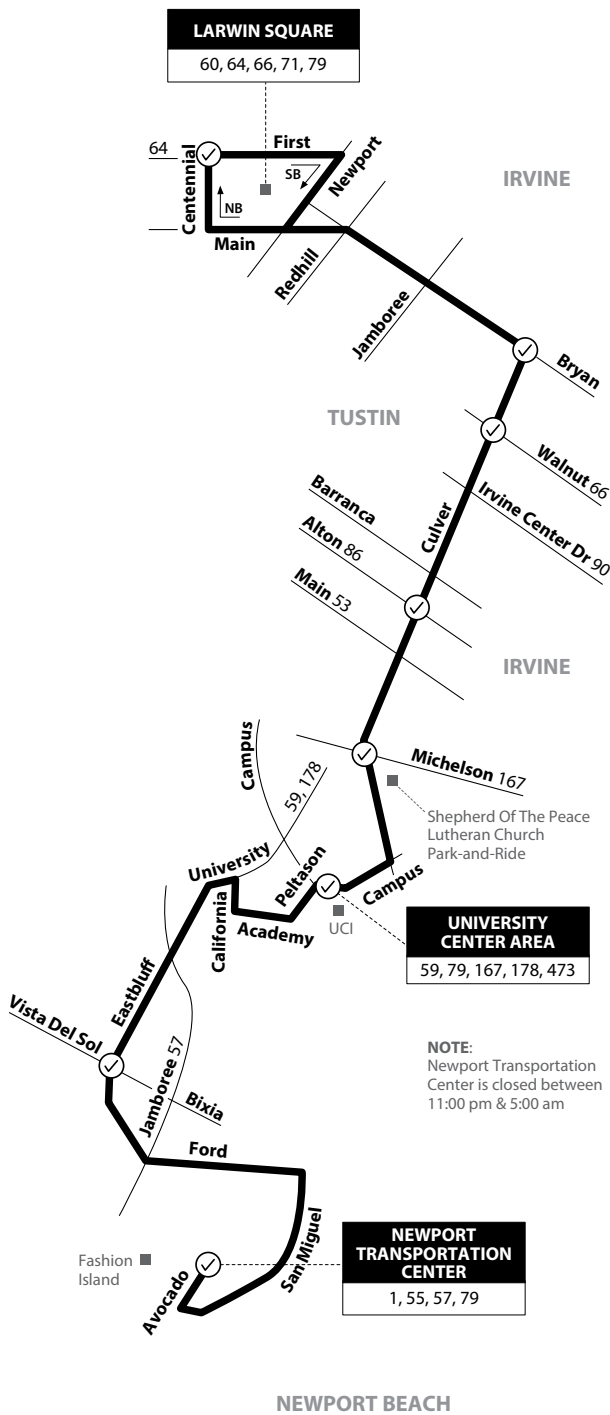 LARWIN SQUARE
60, 64, 66, 71, 79
64
First
Centennial
SB
Newport
NB
Main
Redhill
IRVINE
Jamboree
Bryan
TUSTIN
Walnut 66
Irvine Center Dr 90
Culver
Barranca
Alton 86
Main 53
IRVINE
Campus
Michelson 167
59, 178
Shepherd Of The Peace
Lutheran Church
Park-and-Ride
University
Peltason
Campus
California
Academy
UCI
UNIVERSITY
CENTER AREA
59, 79, 167, 178, 473
Eastbluff
Vista Del Sol
Jamboree 57
Bixia
NOTE:
Newport Transportation
Center is closed between
11:00 pm & 5:00 am
Ford
San Miguel
Fashion
Island
Avocado
NEWPORT
TRANSPORTATION
CENTER
1, 55, 57, 79
NEWPORT BEACH